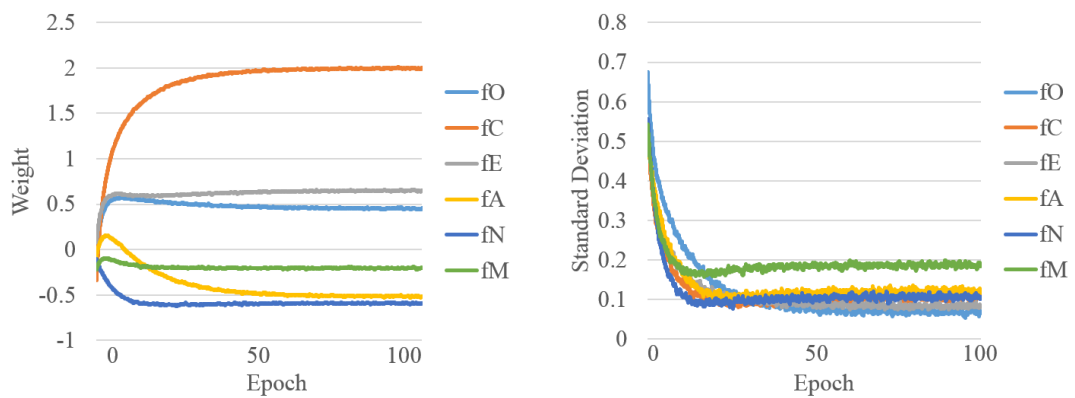 2.5
2
1.5
1
0.5
0
-0.5
-1
Weight
0 50 100
Epoch
fO
fC
fE
fA
fN
fM
0.8
0.7
0.6
0.5
0.4
0.3
0.2
0.1
0
Standard Deviation
0 50 100
Epoch
fO
fC
fE
fA
fN
fM